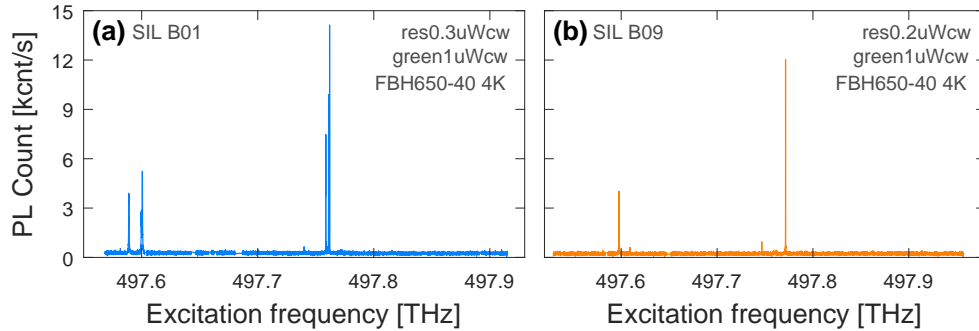 (a) SIL B01
res0.3uWcw
green1uWcw
FBH650-40 4K
15
12
9
6
3
0
PL Count [kcnt/s]
497.6
497.7
497.8
497.9
Excitation frequency [THz]
(b) SIL B09
res0.2uWcw
green1uWcw
FBH650-40 4K
497.6
497.7
497.8
497.9
Excitation frequency [THz]